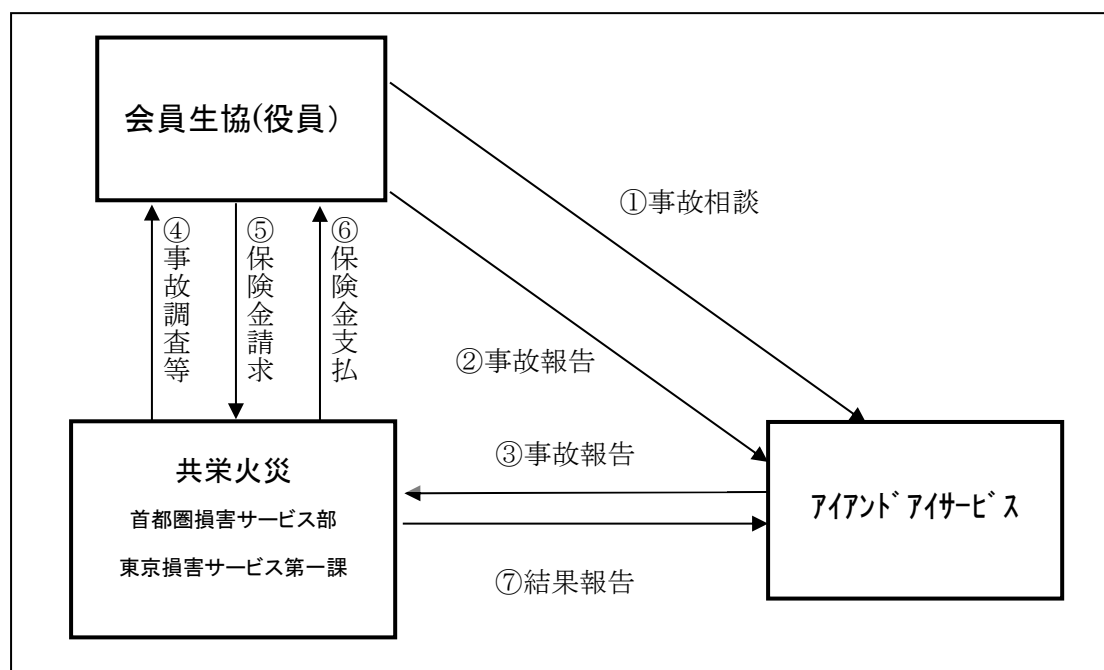 会員生協(役員)
①事故相談
④事故調査等
⑤保険金請求
⑥保険金支払
②事故報告
③事故報告
共栄火災
首都圏損害サービス部
東京損害サービス第一課
ｱｲｱﾝﾄﾞｱｲｻｰﾋﾞｽ
⑦結果報告